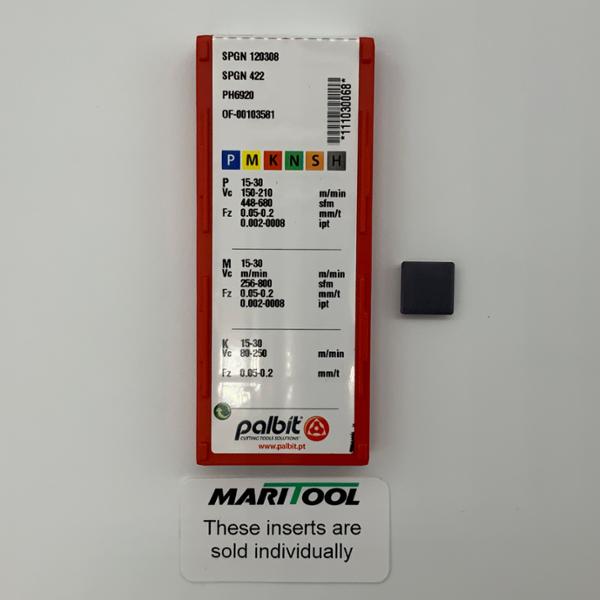 SPGN 120308
SPGN 422
PH6920
OF-00103581
*111030068*
P M K N S H
P 15-30
Vc 150-210 m/min
448-680 sfm
Fz 0.05-0.2 mm/t
0.002-0008 ipt
M 15-30
Vc m/min m/min
256-800 sfm
Fz 0.05-0.2 mm/t
0.002-0008 ipt
K 15-30
Vc 80-250 m/min
Fz 0.05-0.2 mm/t
palbit®
CUTTING TOOLS SOLUTIONS
www.palbit.pt
MARITOOL
These inserts are
sold individually